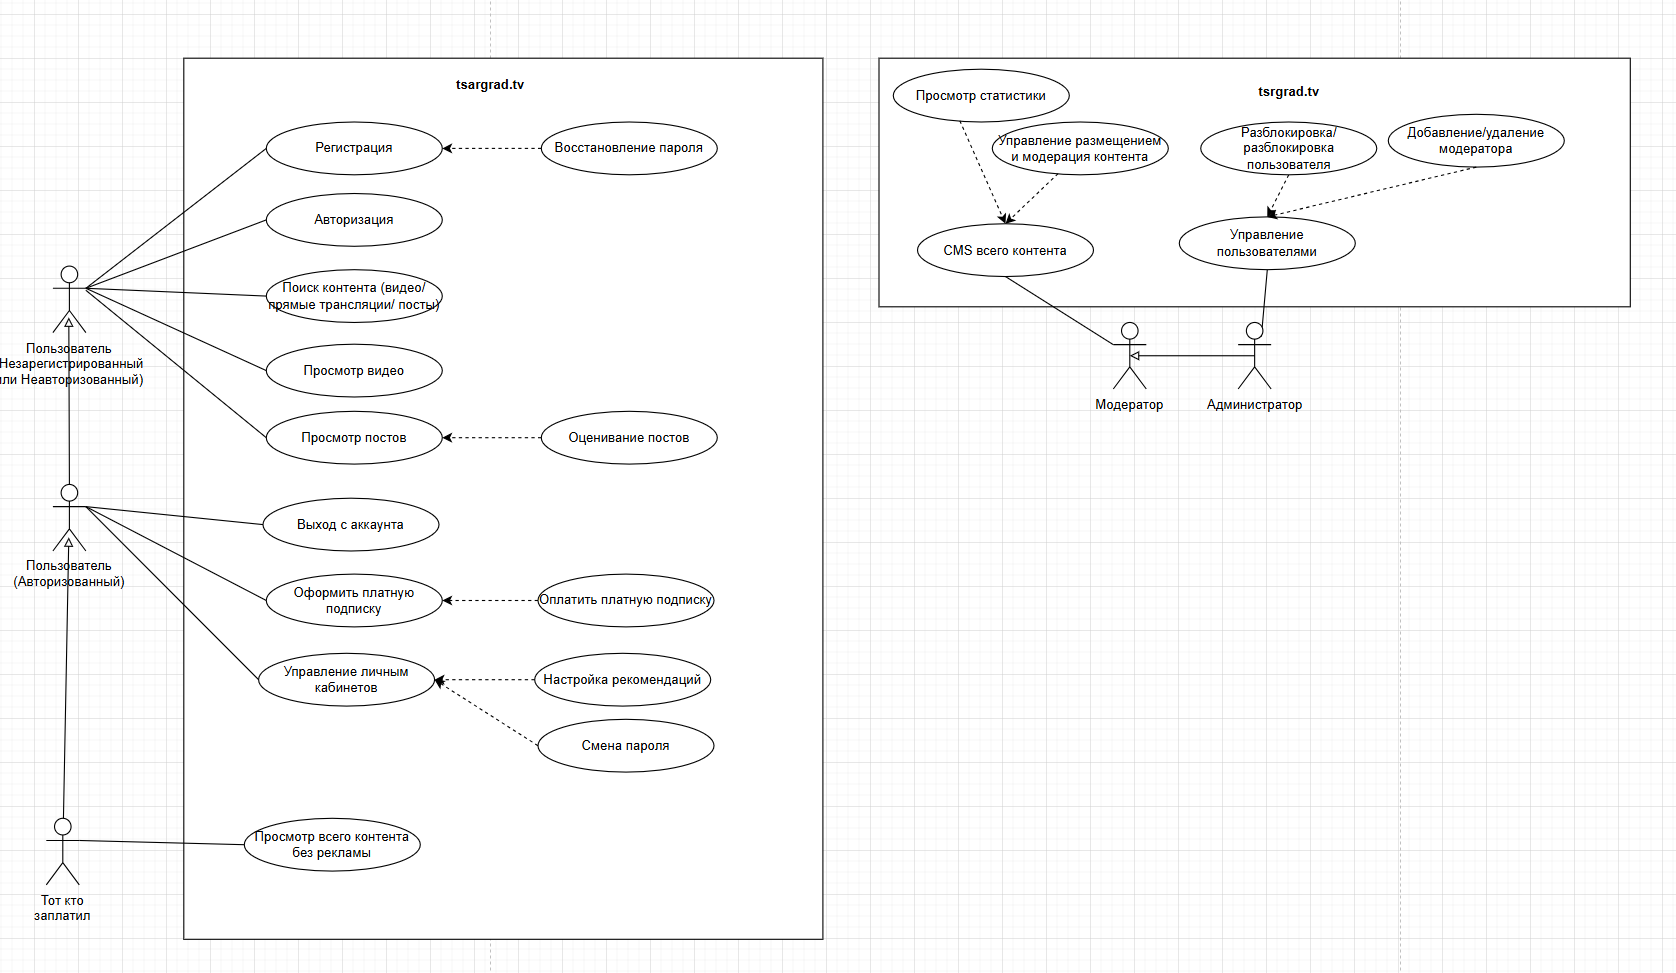 tsargrad.tv
Регистрация
Восстановление пароля
Авторизация
Поиск контента (видео/
прямые трансляции/ посты)
Просмотр видео
Просмотр постов
Оценивание постов
Выход с аккаунта
Оформить платную
подписку
Оплатить платную подписку
Управление личным
кабинетов
Настройка рекомендаций
Смена пароля
Просмотр всего контента
без рекламы
Пользователь
Незарегистрированный
или Неавторизованный)
Пользователь
(Авторизованный)
Тот кто
заплатил
tsrgrad.tv
Просмотр статистики
Управление размещением
и модерация контента
Разблокировка/
разблокировка
пользователя
Добавление/удаление
модератора
CMS всего контента
Управление
пользователями
Модератор
Администратор